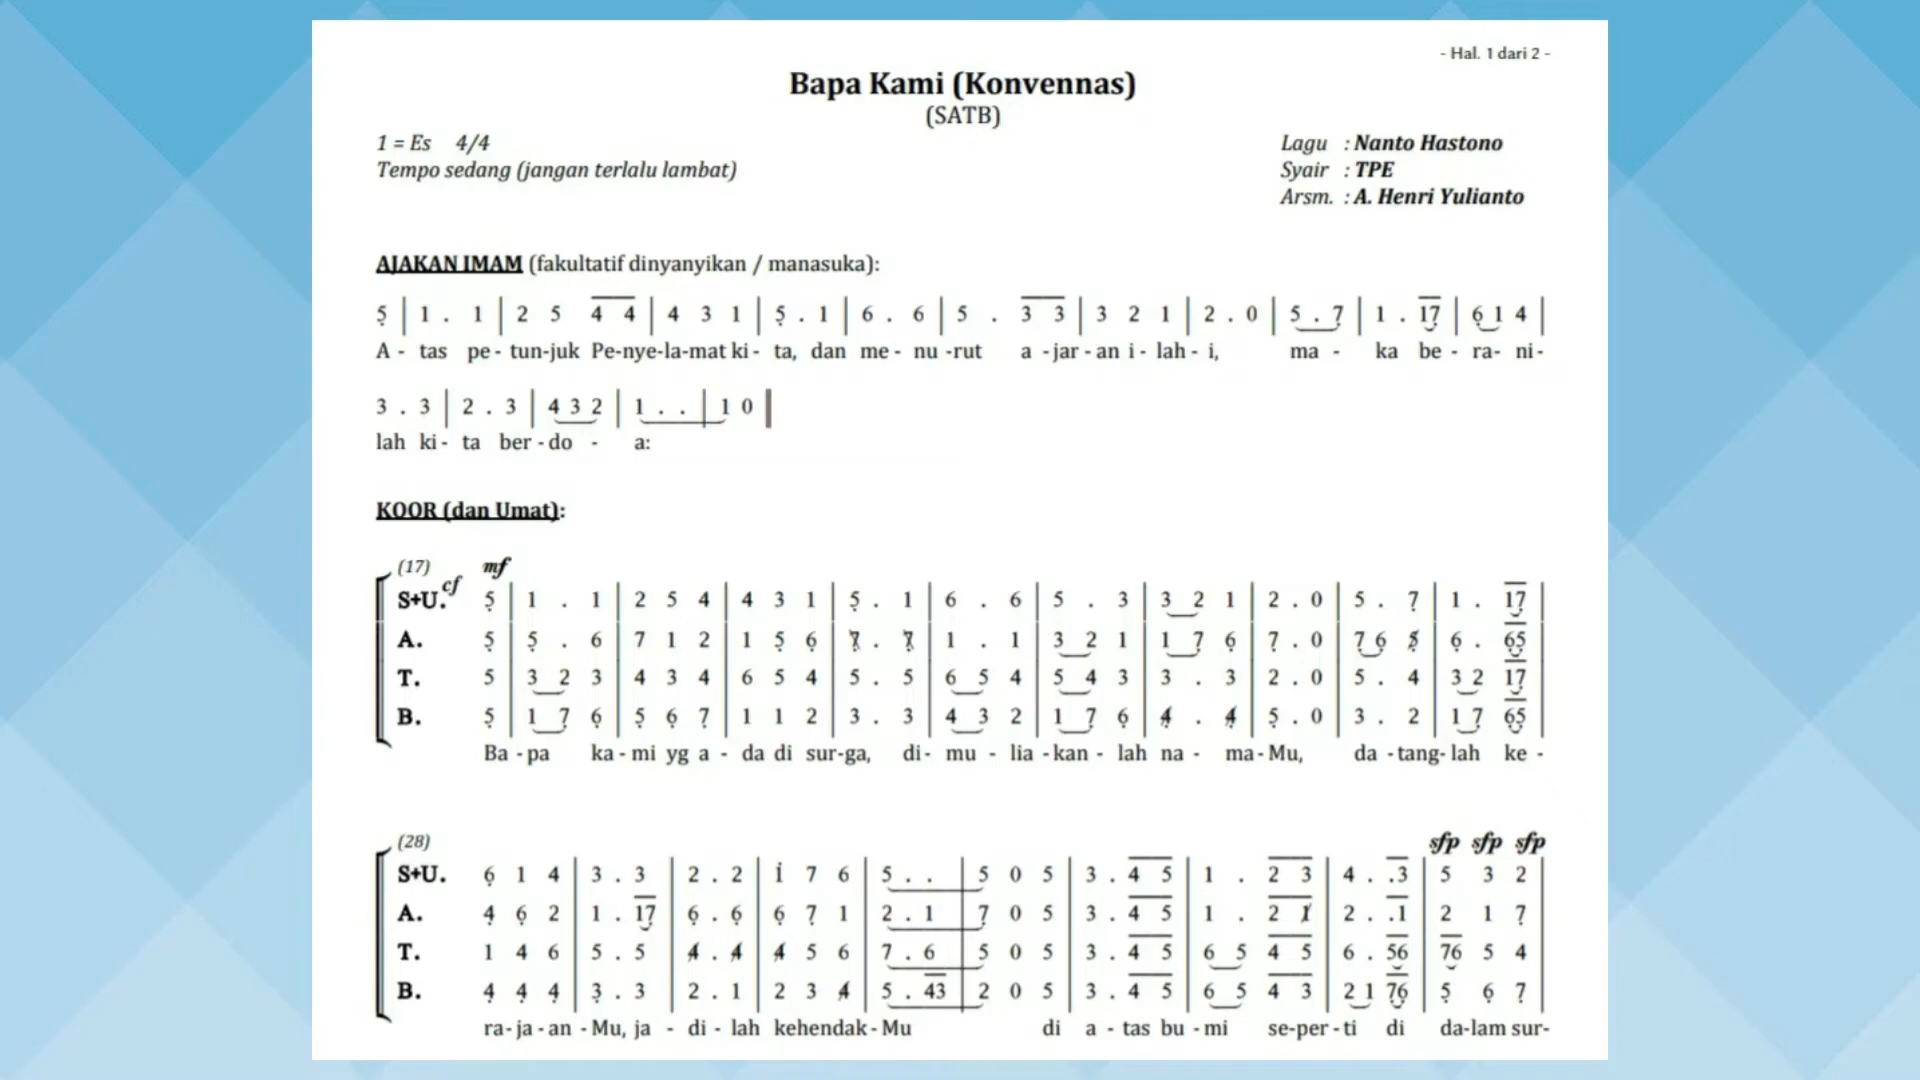 - Hal. 1 dari 2 -
Bapa Kami (Konvennas)
(SATB)
1 = Es 4/4
Tempo sedang (jangan terlalu lambat)
Lagu : Nanto Hastono
Syair : TPE
Arsm. : A. Henri Yulianto
AJAKAN IMAM (fakultatif dinyanyikan / manasuka):
5̣ | 1 . 1 | 2 5 4 4 | 4 3 1 | 5̣ . 1 | 6 . 6 | 5 . 3 3 | 3 2 1 | 2 . 0 | 5 . 7̣ | 1 . 17̣ | 6̣ 1 4 |
A - tas pe - tun-juk Pe-nye-la-mat ki - ta, dan me - nu -rut a -jar - an i - lah - i, ma - ka be - ra- ni-
3 . 3 | 2 . 3 | 4 3 2 | 1 . . | 1 0 ‖
lah ki - ta ber - do - a:
KOOR (dan Umat):
(17) mf
S+U. cf 5̣ | 1 . 1 | 2 5 4 | 4 3 1 | 5̣ . 1 | 6 . 6 | 5 . 3 | 3 2 1 | 2 . 0 | 5 . 7̣ | 1 . 17̣ |
A. 5̣ | 5̣ . 6 | 7 1 2 | 1 5̣ 6̣ | 7̸̣ . 7̸̣ | 1 . 1 | 3 2 1 | 1 7̣ 6̣ | 7̣ . 0 | 7̣ 6̣ 5̸ | 6̣ . 6̣5̣ |
T. 5 | 3 2 3 | 4 3 4 | 6 5 4 | 5 . 5 | 6 5 4 | 5 4 3 | 3 . 3 | 2 . 0 | 5 . 4 | 3 2 17̣ |
B. 5̣ | 1 7̣ 6̣ | 5̣ 6̣ 7̣ | 1 1 2 | 3 . 3 | 4 3 2 | 1 7̣ 6̣ | 4̸ . 4̸ | 5̣ . 0 | 3 . 2 | 1 7̣ 6̣5̣ |
Ba - pa ka - mi yg a - da di sur-ga, di- mu - lia -kan - lah na - ma- Mu, da -tang- lah ke -
(28) sfp sfp sfp
S+U. 6̣ 1 4 | 3 . 3 | 2 . 2 | i̇ 7 6 | 5 . . | 5 0 5 | 3 . 4 5 | 1 . 2 3 | 4 . .3 | 5 3 2 |
A. 4̣ 6̣ 2 | 1 . 17̣ | 6̣ . 6̣ | 6̣ 7̣ 1 | 2 . 1 | 7̣ 0 5 | 3 . 4 5 | 1 . 2 1̸ | 2 . .1 | 2 1 7̣ |
T. 1 4 6 | 5 . 5 | 4̸ . 4̸ | 4̸ 5 6 | 7 . 6 | 5 0 5 | 3 . 4 5 | 6 5 4 5 | 6 . 56 | 76 5 4 |
B. 4̣ 4̣ 4̣ | 3̣ . 3 | 2 . 1 | 2 3 4̸ | 5 . 43 | 2 0 5 | 3 . 4 5 | 6 5 4 3 | 2 1 7̣6̣ | 5̣ 6̣ 7̣ |
ra- ja - an - Mu, ja - di - lah kehendak - Mu di a - tas bu - mi se-per - ti di da-lam sur-